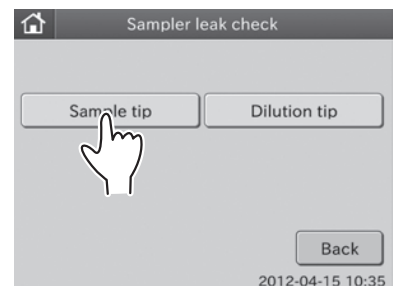 Sampler leak check
Sample tip
Dilution tip
Back
2012-04-15 10:35